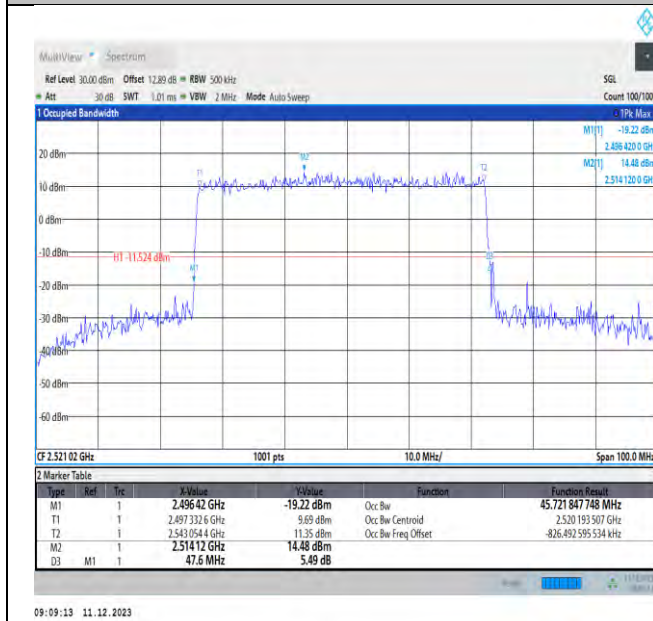 MultiView Spectrum
Ref Level 30.00 dBm Offset 12.89 dB RBW 500 kHz SGL
Att 30 dB SWT 1.01 ms VBW 2 MHz Mode Auto Sweep Count 100/100
1 Occupied Bandwidth 1Pk Max
M1[1] -19.22 dBm
2.496 420 0 GH
M2[1] 14.48 dBm
2.514 120 0 GH
20 dBm
T1 M2 T2
10 dBm
0 dBm
-10 dBm
H1 -11.524 dBm
M1 D3
-20 dBm
-30 dBm
-40 dBm
-50 dBm
-60 dBm
CF 2.521 02 GHz 1001 pts 10.0 MHz/ Span 100.0 MHz
2 Marker Table
Type Ref Trc X-Value Y-Value Function Function Result
M1 1 2.496 42 GHz -19.22 dBm Occ Bw 45.721 847 748 MHz
T1 1 2.497 332 6 GHz 9.69 dBm Occ Bw Centroid 2.520 193 507 GHz
T2 1 2.543 054 4 GHz 11.35 dBm Occ Bw Freq Offset -826.492 595 534 kHz
M2 1 2.514 12 GHz 14.48 dBm
D3 M1 1 47.6 MHz 5.49 dB
09:09:13 11.12.2023